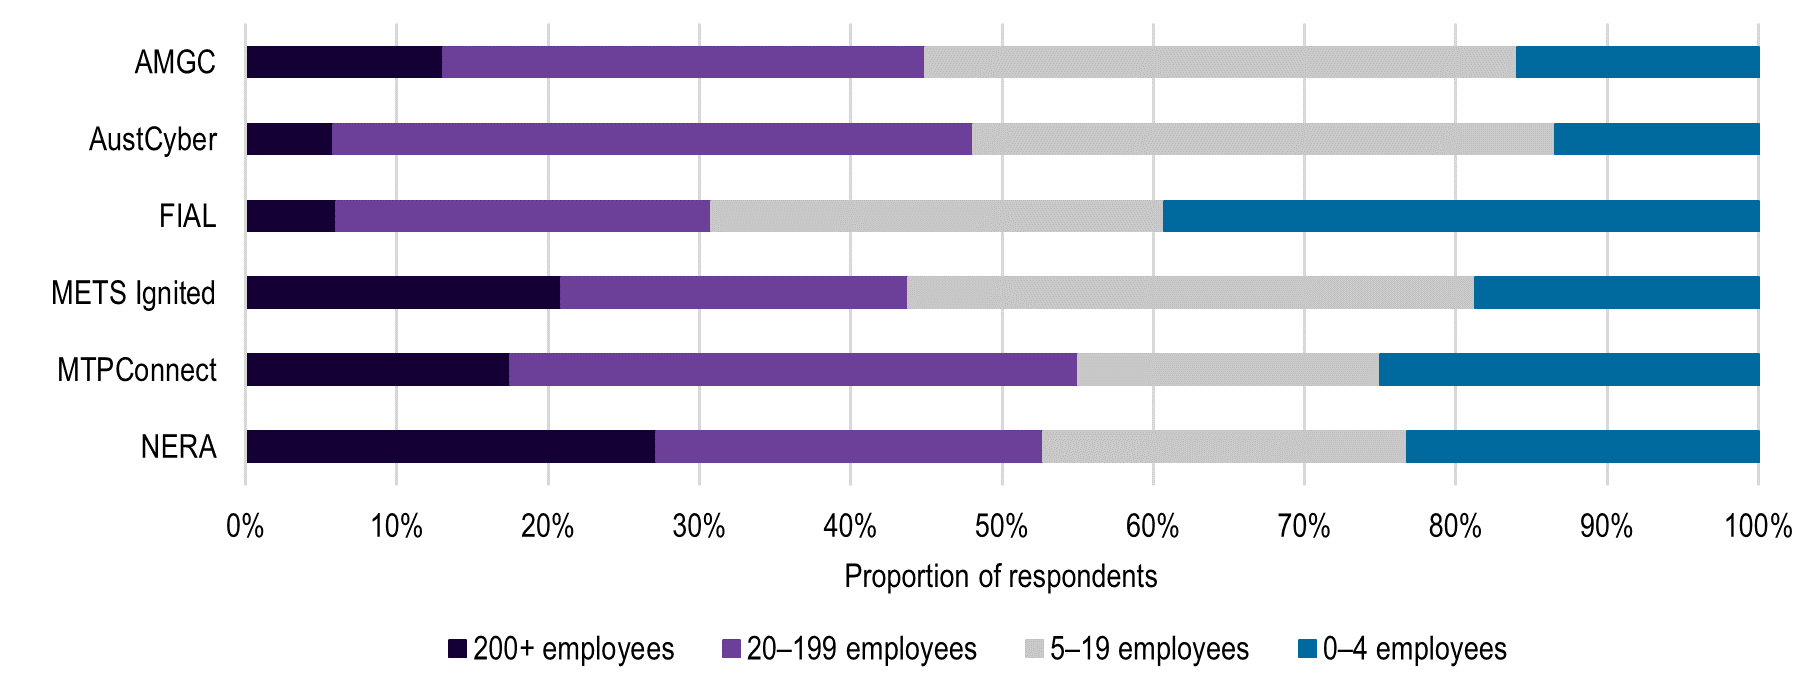 AMGC
AustCyber
FIAL
METS Ignited
MTPConnect
NERA
0% 10% 20% 30% 40% 50% 60% 70% 80% 90% 100%
Proportion of respondents
200+ employees 20–199 employees 5–19 employees 0–4 employees